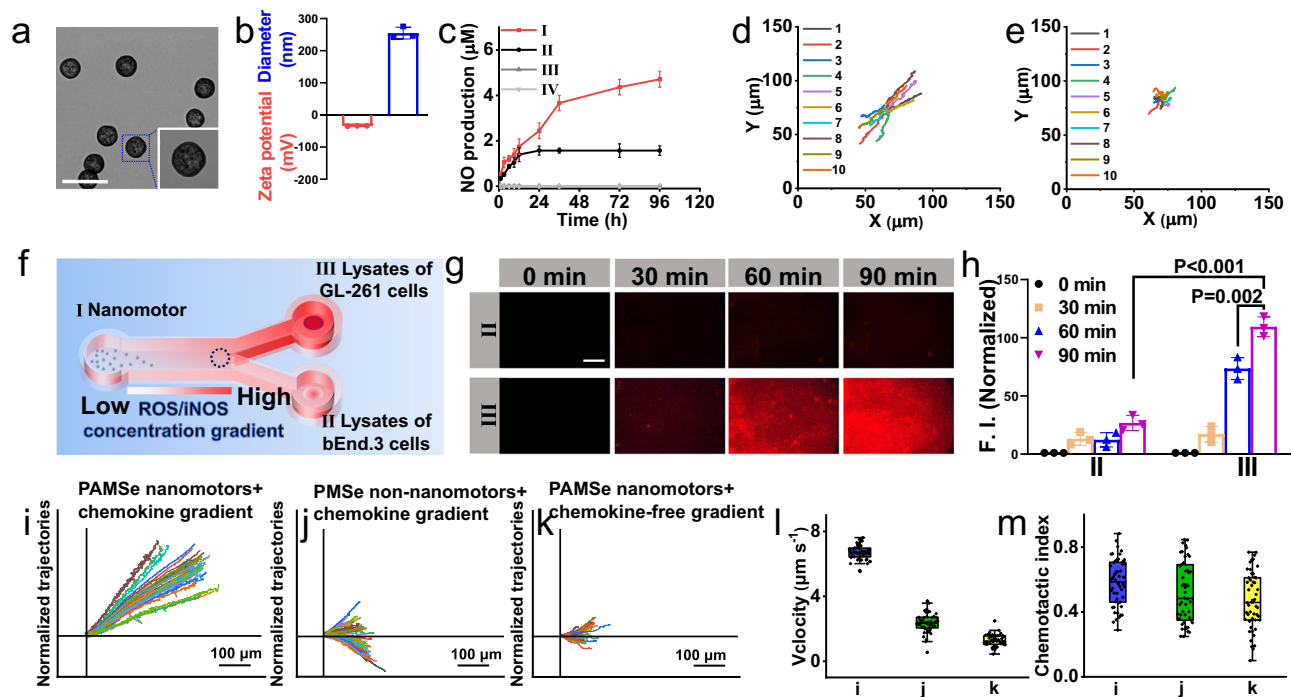 a
b
Zeta potential Diameter
(mV) (nm)
300
200
100
0
-100
-200
c
NO production (μM)
6
4
2
0
I
II
III
IV
0 24 48 72 96 120
Time (h)
d
Y (μm)
150
100
50
0
1
2
3
4
5
6
7
8
9
10
0 50 100 150
X (μm)
e
Y (μm)
150
100
50
0
1
2
3
4
5
6
7
8
9
10
0 50 100 150
X (μm)
f
I Nanomotor
III Lysates of
GL-261 cells
Low
High
ROS/iNOS
concentration gradient
II Lysates of
bEnd.3 cells
g
0 min 30 min 60 min 90 min
II
III
h
F. I. (Normalized)
150
100
50
0
0 min
30 min
60 min
90 min
P<0.001
P=0.002
II III
i
PAMSe nanomotors+
chemokine gradient
Normalized trajectories
100 μm
j
PMSe non-nanomotors+
chemokine gradient
Normalized trajectories
100 μm
k
PAMSe nanomotors+
chemokine-free gradient
Normalized trajectories
100 μm
l
Vclocity (μm s⁻¹)
8
4
0
i j k
m
Chemotactic index
0.8
0.4
0.0
i j k